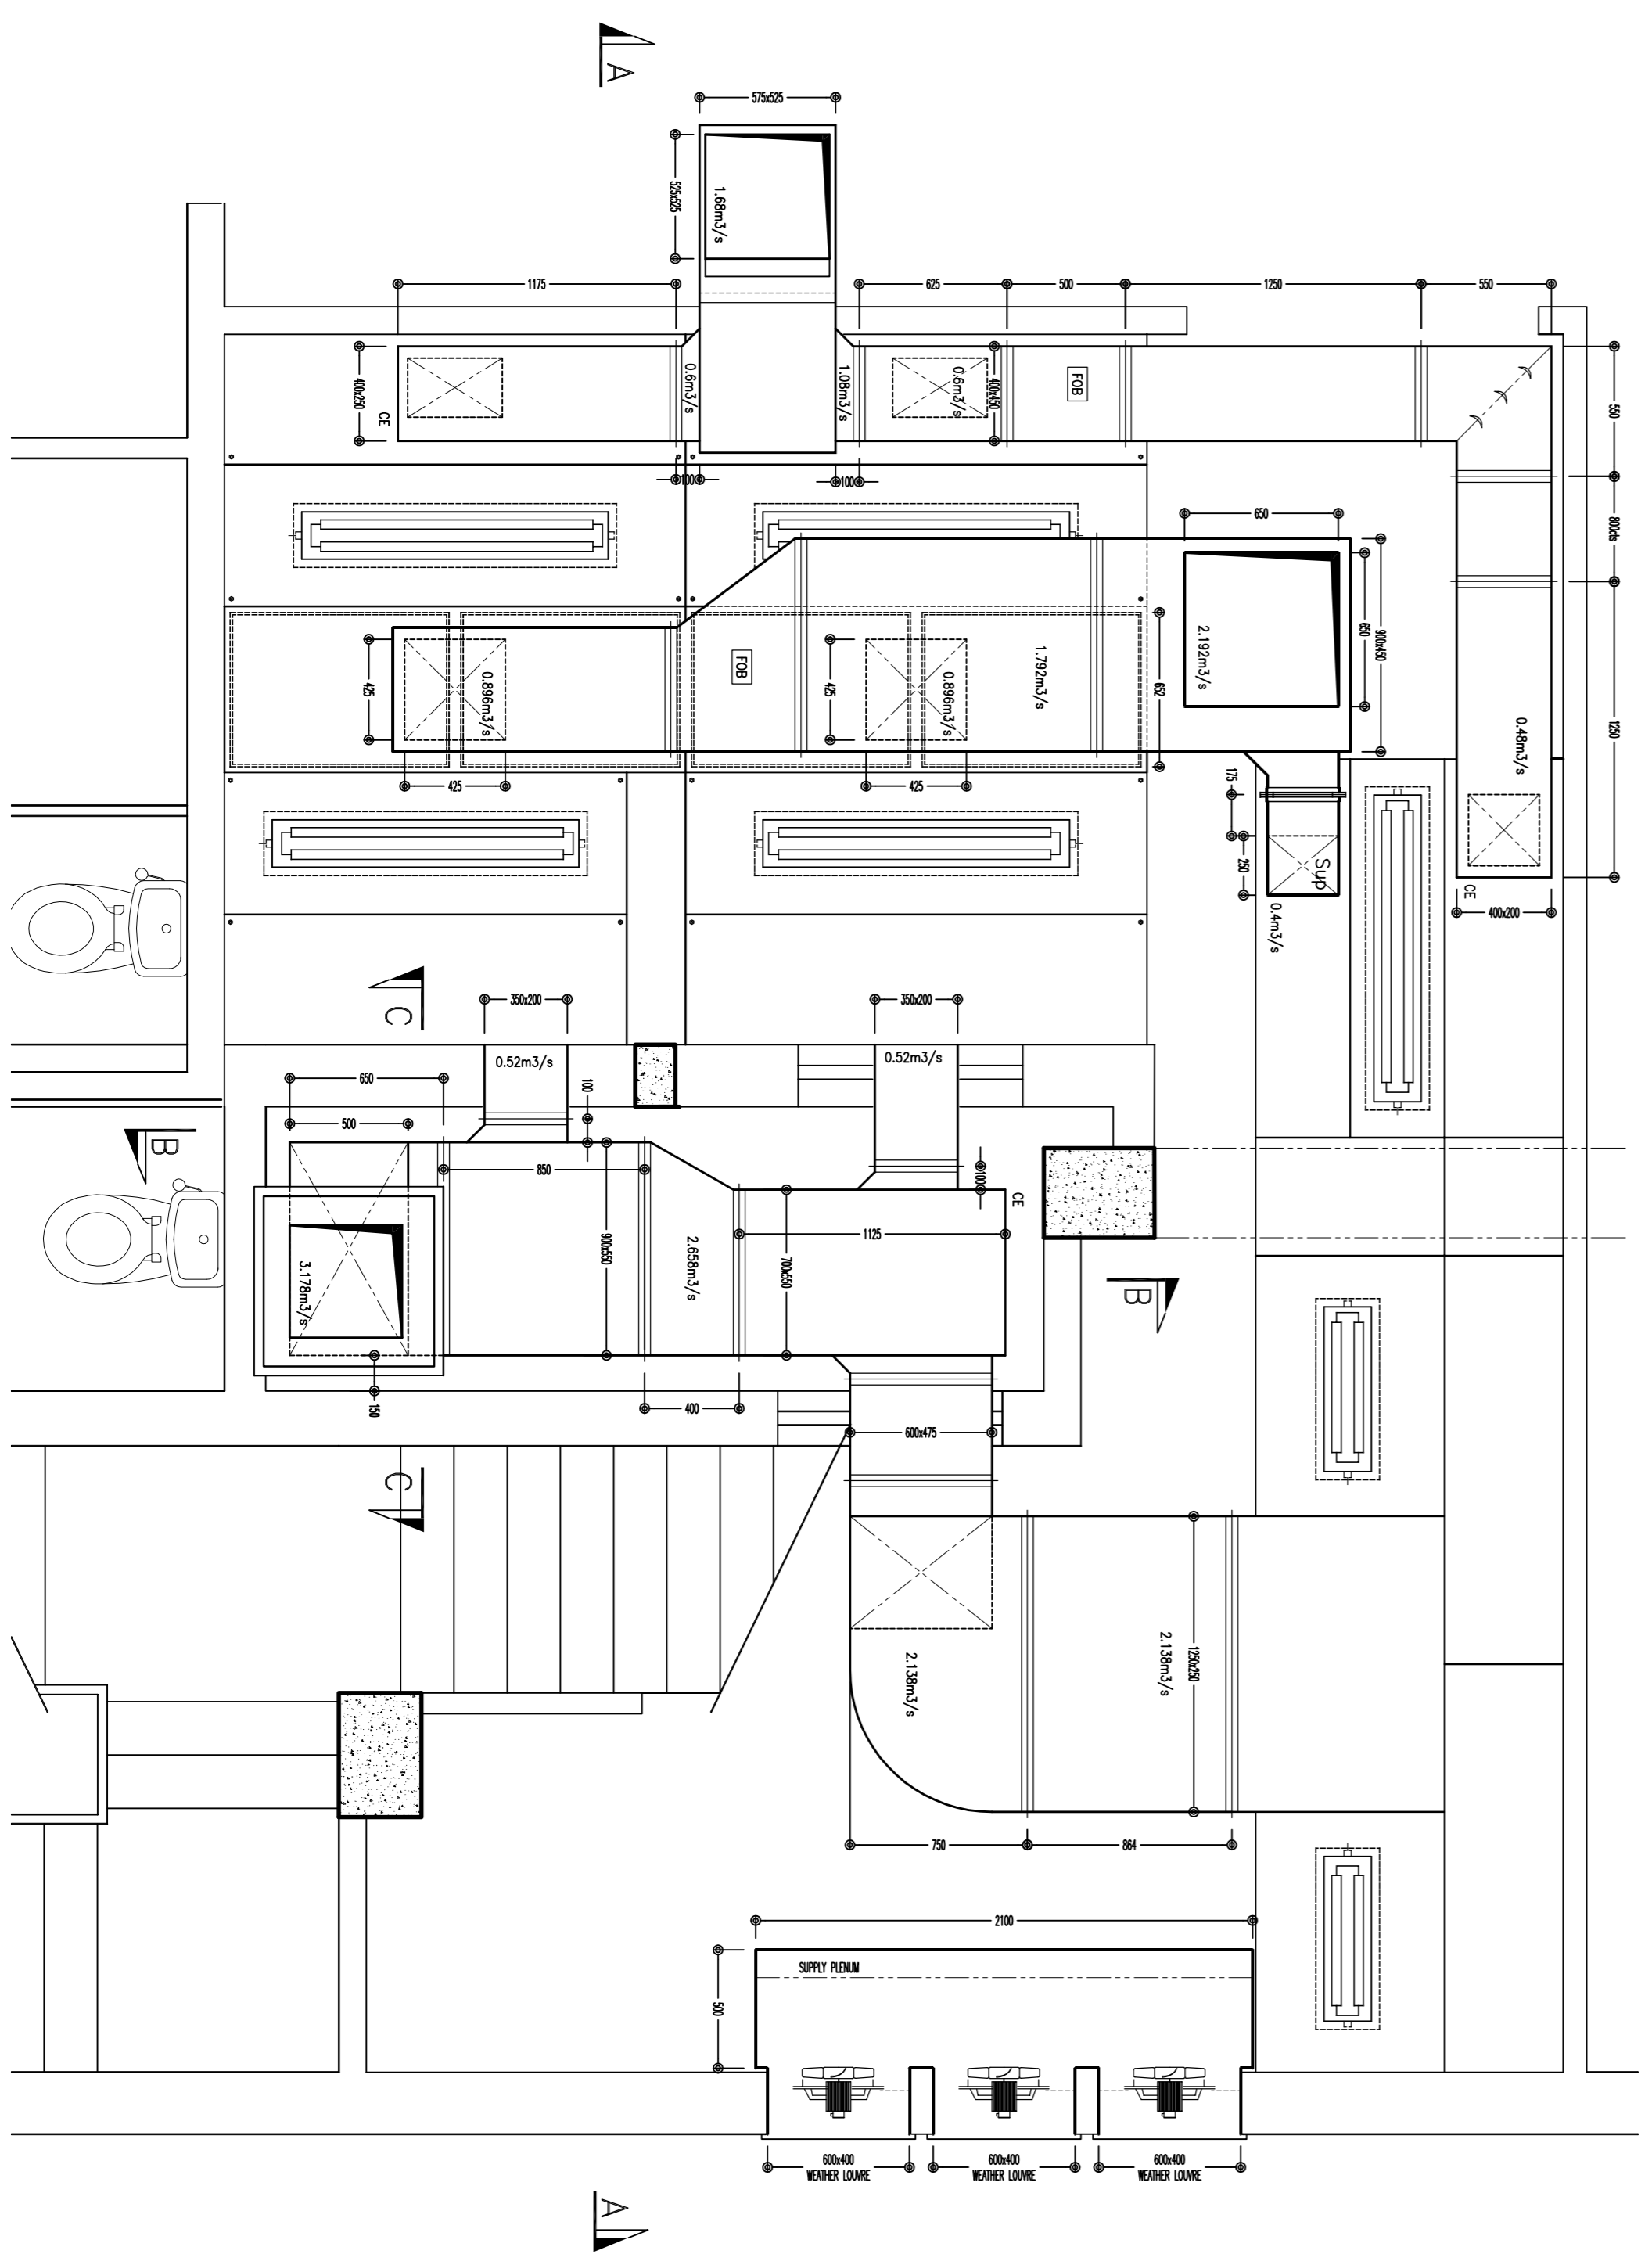 A
575x525
525x525
1.68m3/s
1175
625
500
1250
550
400x250
CE
0.6m3/s
1.08m3/s
0.6m3/s
400x450
FOB
550
100
100
800cts
650
650
900x450
2.192m3/s
1.792m3/s
652
FOB
425
0.896m3/s
425
0.896m3/s
425
425
0.48m3/s
1250
175
250
Sup
0.4m3/s
CE
400x200
C
350x200
350x200
0.52m3/s
0.52m3/s
100
650
500
B
850
100
CE
1125
900x550
2.658m3/s
700x550
3.178m3/s
B
150
400
600x475
C
2.138m3/s
2.138m3/s
1250x250
750
864
2100
SUPPLY PLENUM
500
600x400
WEATHER LOUVRE
600x400
WEATHER LOUVRE
600x400
WEATHER LOUVRE
A